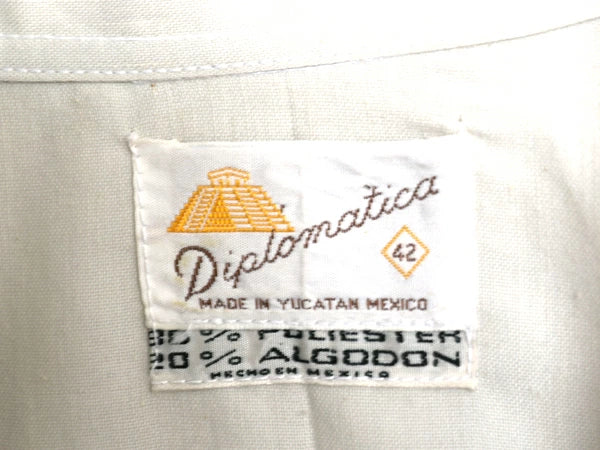 Diplomatica
42
MADE IN YUCATAN MEXICO
80 % POLIESTER
20 % ALGODON
HECHO EN MEXICO